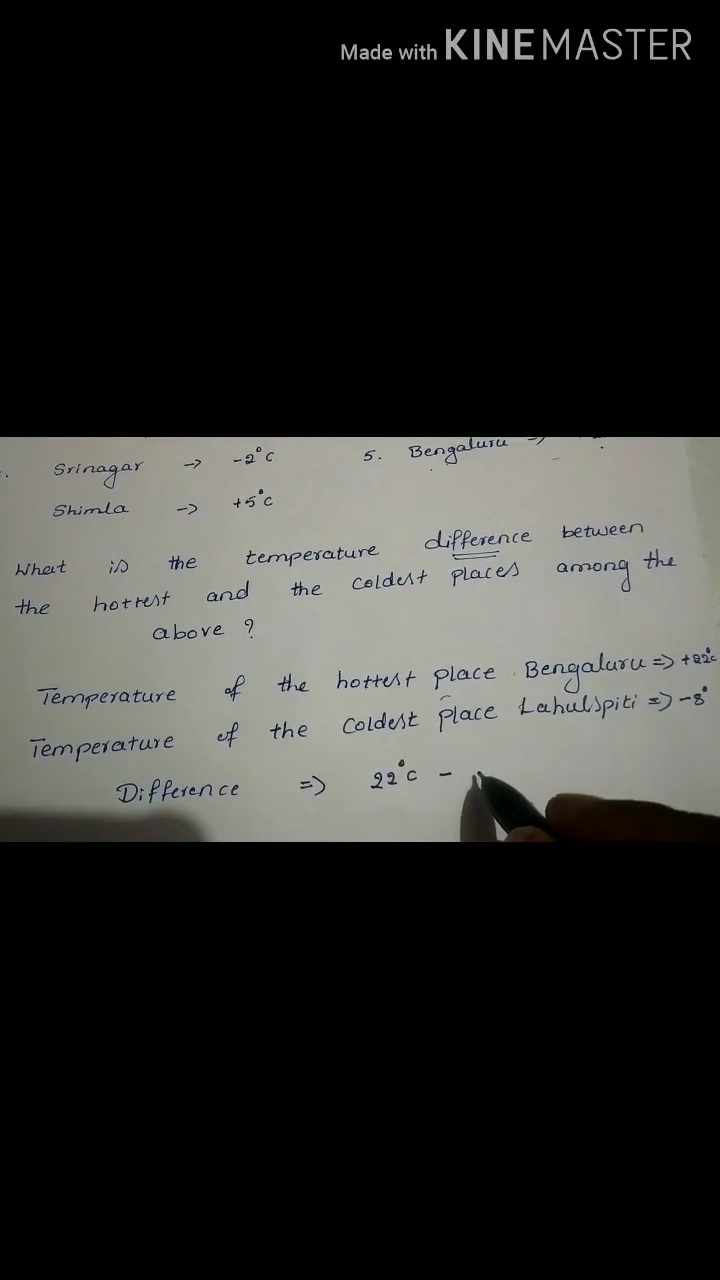 Made with KINEMASTER
Srinagar → -2°C 5. Bengaluru →
Shimla → +5°C
What is the temperature difference between
the hottest and the coldest places among the
above ?
Temperature of the hottest place Bengaluru => +22°C
Temperature of the coldest place Lahulspiti => -8°
Difference => 22°C -